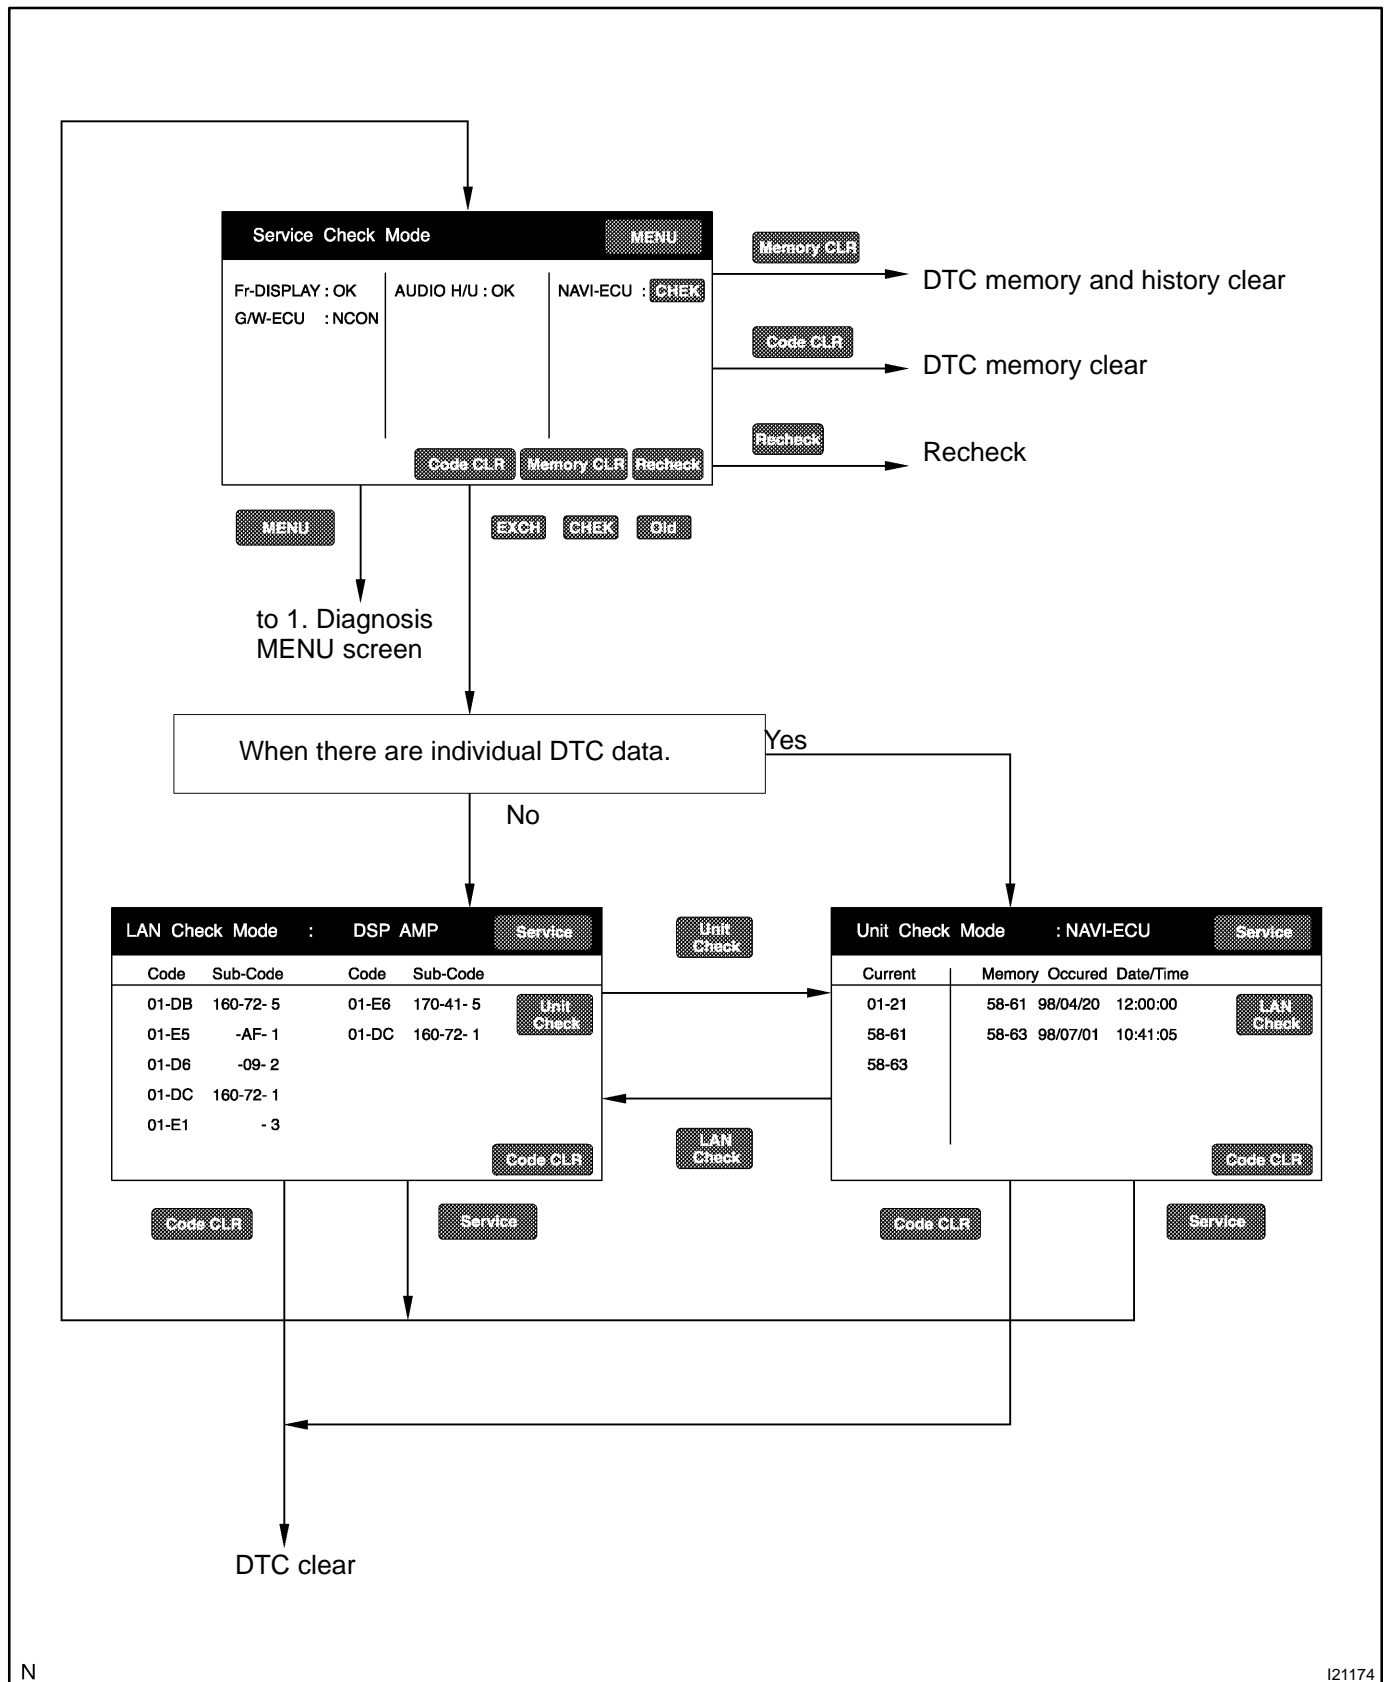 Service Check Mode MENU
Fr-DISPLAY : OK AUDIO H/U : OK NAVI-ECU : CHEK
G/W-ECU : NCON
Code CLR Memory CLR Recheck
Memory CLR
DTC memory and history clear
Code CLR
DTC memory clear
Recheck
Recheck
MENU
EXCH CHEK Old
to 1. Diagnosis
MENU screen
When there are individual DTC data.
Yes
No
LAN Check Mode : DSP AMP Service
Code Sub-Code Code Sub-Code
01-DB 160-72- 5 01-E6 170-41- 5
01-E5 -AF- 1 01-DC 160-72- 1
01-D6 -09- 2
01-DC 160-72- 1
01-E1 - 3
Unit
Check
Code CLR
Unit
Check
LAN
Check
Unit Check Mode : NAVI-ECU Service
Current Memory Occured Date/Time
01-21 58-61 98/04/20 12:00:00
58-61 58-63 98/07/01 10:41:05
58-63
LAN
Check
Code CLR
Code CLR
Service
Code CLR
Service
DTC clear
N
I21174